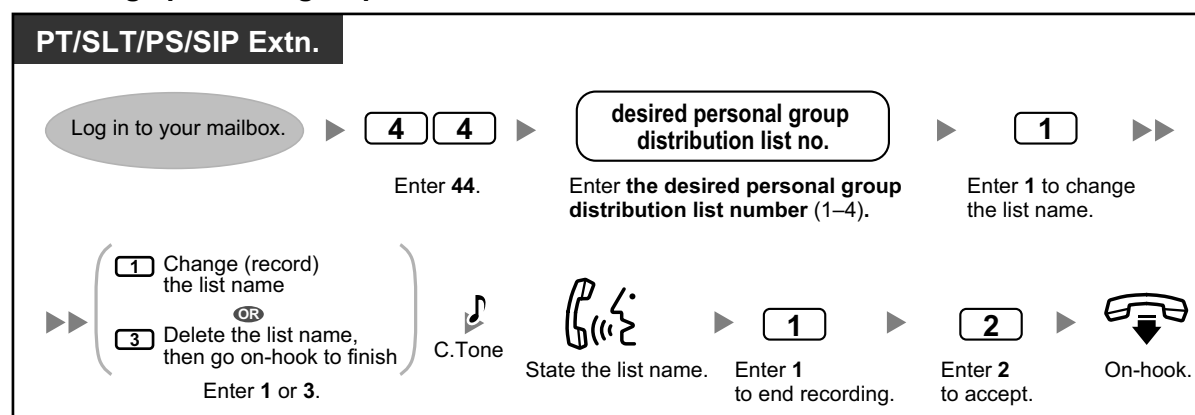 PT/SLT/PS/SIP Extn.
Log in to your mailbox.
4 4
desired personal group
distribution list no.
1
Enter 44.
Enter the desired personal group
distribution list number (1–4).
Enter 1 to change
the list name.
1 Change (record)
the list name
OR
3 Delete the list name,
then go on-hook to finish
Enter 1 or 3.
C.Tone
State the list name.
1
Enter 1
to end recording.
2
Enter 2
to accept.
On-hook.